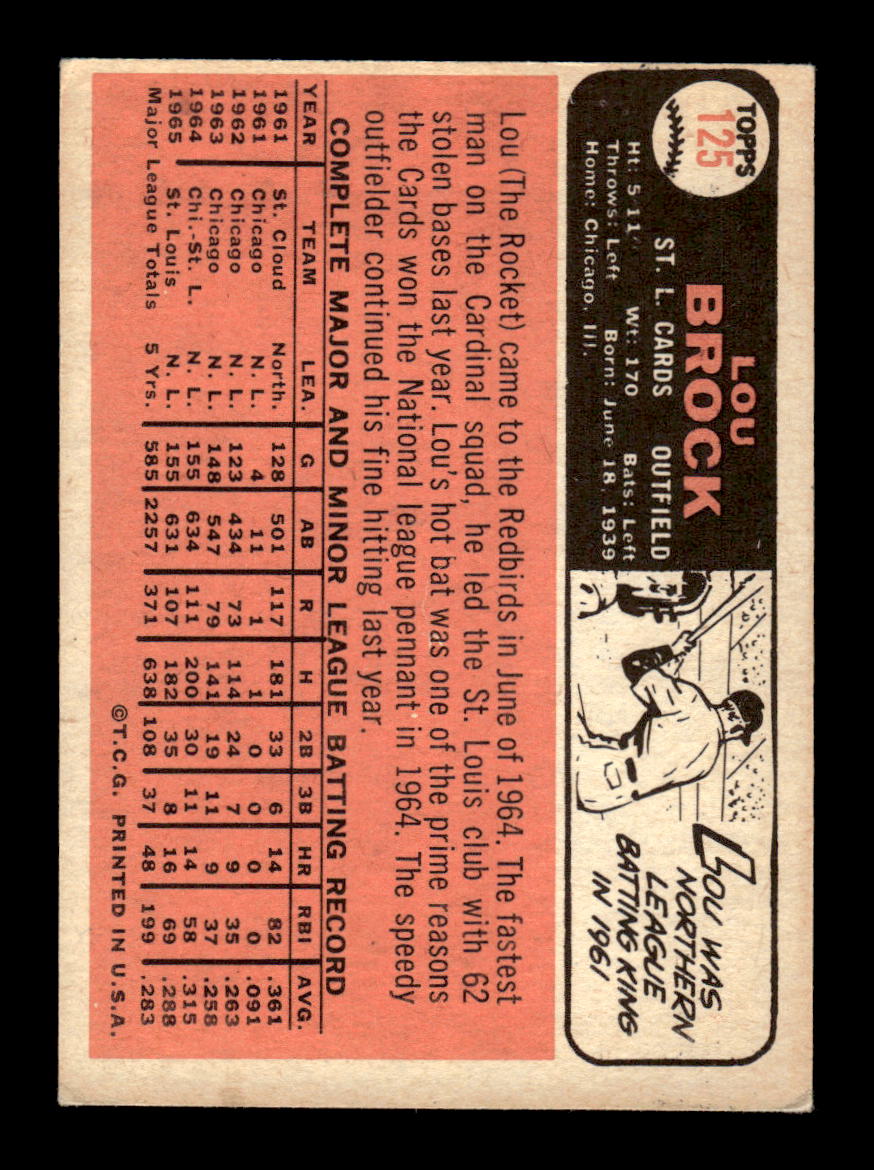 TOPPS
125
LOU
BROCK
ST. L. CARDS OUTFIELD
Ht: 5'11" Wt: 170 Bats: Left
Throws: Left Born: June 18, 1939
Home: Chicago, Ill.
LOU WAS
NORTHERN
LEAGUE
BATTING KING
IN 1961
Lou (The Rocket) came to the Redbirds in June of 1964. The fastest
man on the Cardinal squad, he led the St. Louis club with 62
stolen bases last year. Lou's hot bat was one of the prime reasons
the Cards won the National league pennant in 1964. The speedy
outfielder continued his fine hitting last year.
COMPLETE MAJOR AND MINOR LEAGUE BATTING RECORD
YEAR TEAM LEA. G AB R H 2B 3B HR RBI AVG.
1961 St. Cloud North. 128 501 117 181 33 6 14 82 .361
1961 Chicago N. L. 4 11 1 1 0 0 0 0 .091
1962 Chicago N. L. 123 434 73 114 24 7 9 35 .263
1963 Chicago N. L. 148 547 79 141 19 11 9 37 .258
1964 Chi.-St. L. N. L. 155 634 111 200 30 11 14 58 .315
1965 St. Louis N. L. 155 631 107 182 35 8 16 69 .288
Major League Totals 5 Yrs. 585 2257 371 638 108 37 48 199 .283
©T.C.G. PRINTED IN U.S.A.